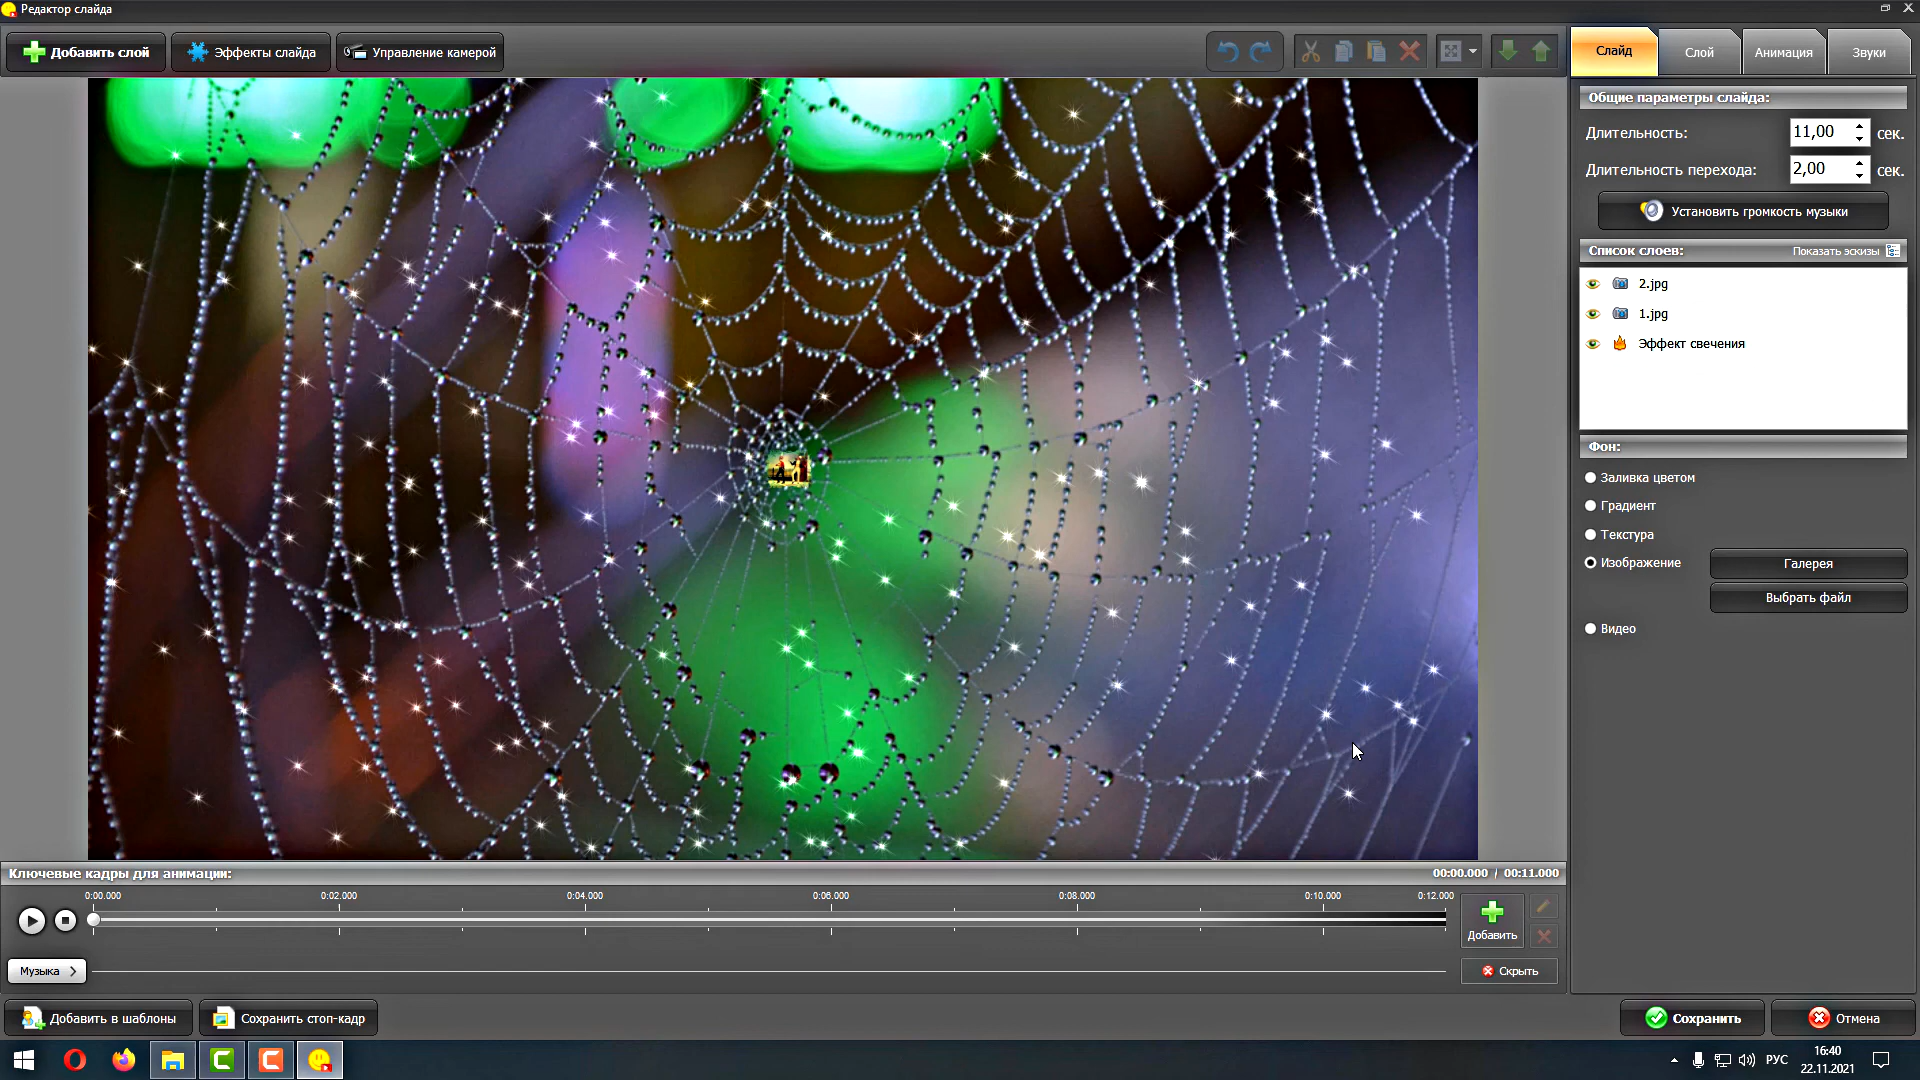 Редактор слайда
Добавить слой
Эффекты слайда
Управление камерой
Слайд
Слой
Анимация
Звуки
Общие параметры слайда:
Длительность: 11,00 сек.
Длительность перехода: 2,00 сек.
Установить громкость музыки
Список слоев: Показать эскизы
2.jpg
1.jpg
Эффект свечения
Фон:
Заливка цветом
Градиент
Текстура
Изображение
Галерея
Выбрать файл
Видео
Ключевые кадры для анимации: 00:00.000 / 00:11.000
0:00.000 0:02.000 0:04.000 0:06.000 0:08.000 0:10.000 0:12.000
Добавить
Музыка
Скрыть
Добавить в шаблоны
Сохранить стоп-кадр
Сохранить
Отмена
РУС
16:40
22.11.2021